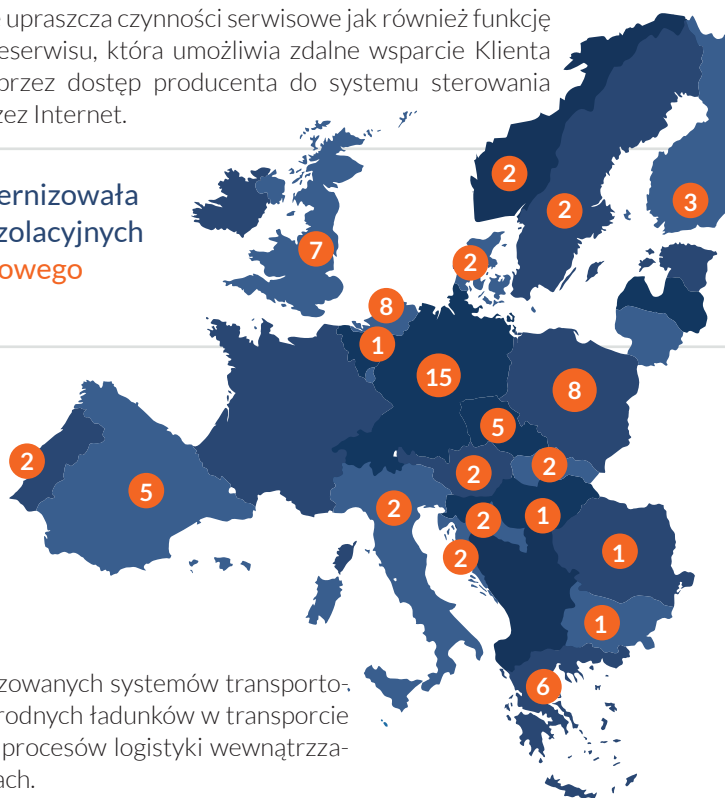 upraszcza czynności serwisowe jak również funkcję
eserwisu, która umożliwia zdalne wsparcie Klienta
przez dostęp producenta do systemu sterowania
zez Internet.
ernizowała
zolacyjnych
owego
2
2
3
7
2
8
1
15
8
5
2
2
2
5
2
2
1
2
1
1
6
zowanych systemów transporto-
rodnych ładunków w transporcie
procesów logistyki wewnątrzza-
ach.